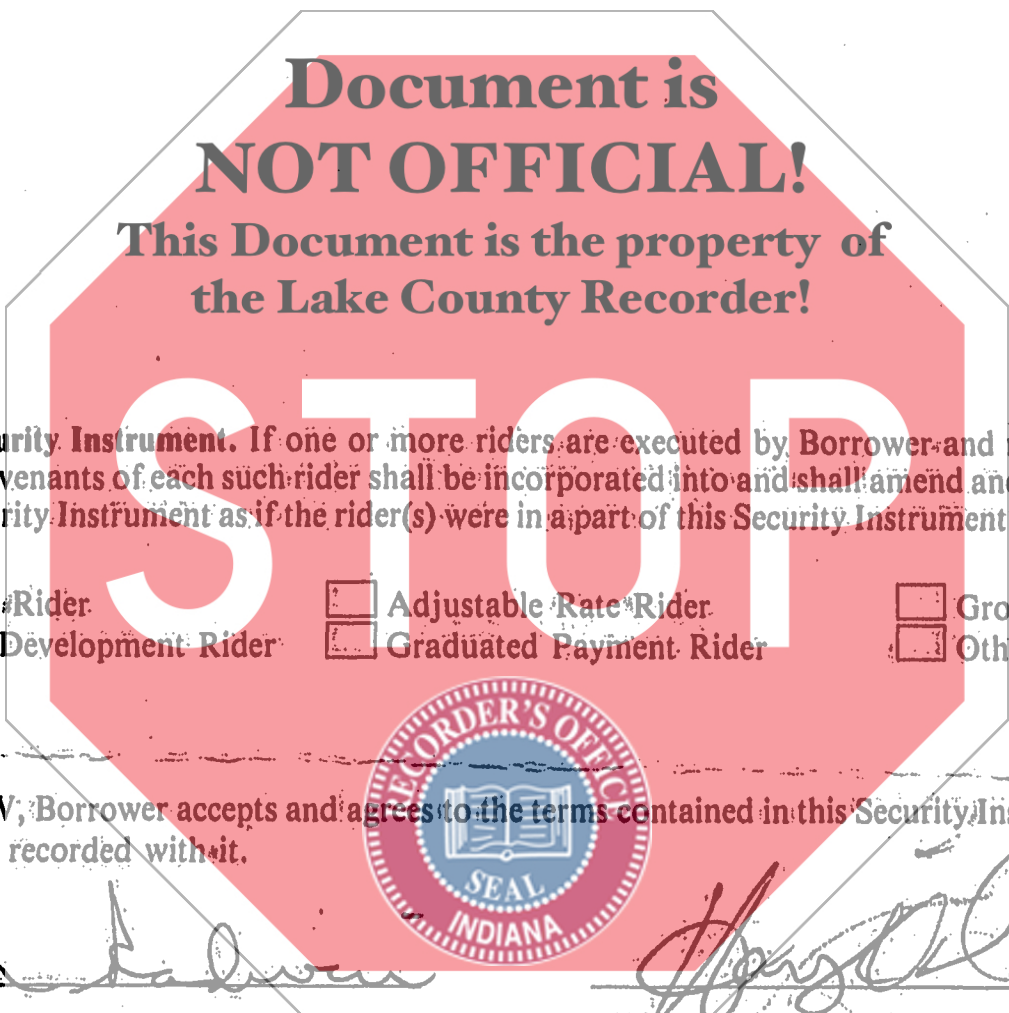 Document is
NOT OFFICIAL!
This Document is the property of
the Lake County Recorder!
STOP
urity Instrument. If one or more riders are executed by Borrower and
venants of each such rider shall be incorporated into and shall amend and
rity Instrument as if the rider(s) were in a part of this Security Instrument
Rider Adjustable Rate Rider Gro
Development Rider Graduated Payment Rider Oth
RECORDER'S OFFIC
SEAL
INDIANA
, Borrower accepts and agrees to the terms contained in this Security Ins
recorded with it.